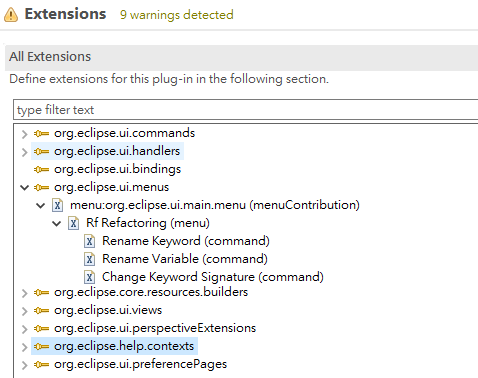 Extensions 9 warnings detected
All Extensions
Define extensions for this plug-in in the following section.
type filter text
org.eclipse.ui.commands
org.eclipse.ui.handlers
org.eclipse.ui.bindings
org.eclipse.ui.menus
menu:org.eclipse.ui.main.menu (menuContribution)
Rf Refactoring (menu)
Rename Keyword (command)
Rename Variable (command)
Change Keyword Signature (command)
org.eclipse.core.resources.builders
org.eclipse.ui.views
org.eclipse.ui.perspectiveExtensions
org.eclipse.help.contexts
org.eclipse.ui.preferencePages